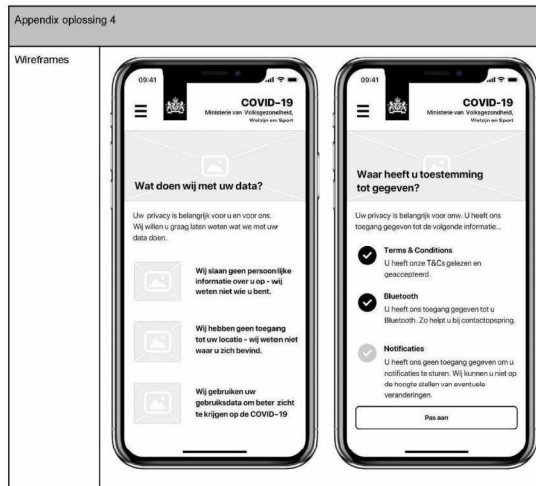 Appendix oplossing 4
Wireframes
09:41
COVID-19
Ministerie van Volksgezondheid,
Welzijn en Sport
Wat doen wij met uw data?
Uw privacy is belangrijk voor u en voor ons.
Wij willen u graag laten weten wat we met uw
data doen.
Wij slaan geen persoonlijke
informatie over u op - wij
weten niet wie u bent.
Wij hebben geen toegang
tot uw locatie - wij weten niet
waar u zich bevind.
Wij gebruiken uw
gebruiksdata om beter zicht
te krijgen op de COVID-19
09:41
COVID-19
Ministerie van Volksgezondheid,
Welzijn en Sport
Waar heeft u toestemming
tot gegeven?
Uw privacy is belangrijk voor onw. U heeft ons
toegang gegeven tot de volgende informatie...
Terms & Conditions
U heeft onze T&Cs gelezen en
geaccepteerd.
Bluetooth
U heeft ons toegang gegeven tot u
Bluetooth. Zo helpt u bij contactopspring.
Notificaties
U heeft ons geen toegang gegeven om u
notificaties te sturen. Wij kunnen u niet op
de hoogte stellen van eventuele
veranderingen.
Pas aan